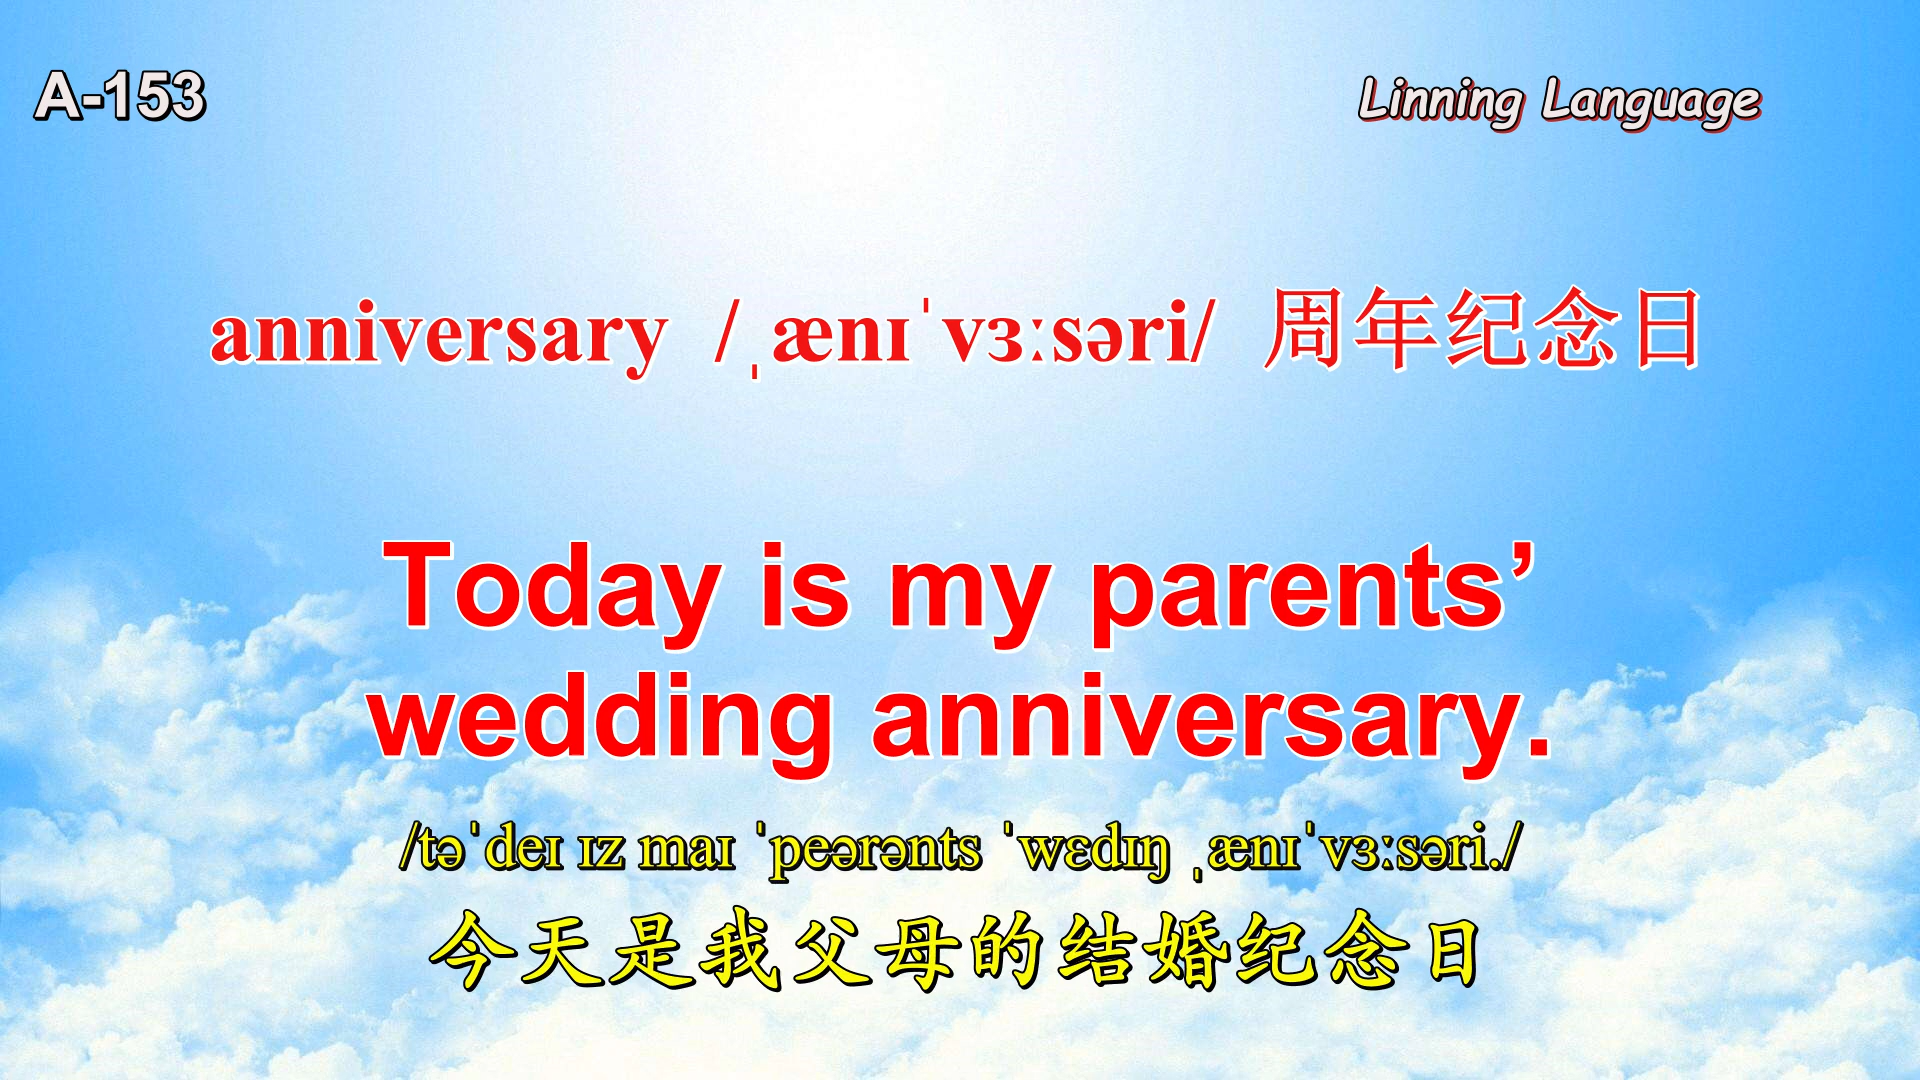 A-153
Linning Language
anniversary /ˌænɪˈvɜːsəri/ 周年纪念日
Today is my parents’
wedding anniversary.
/təˈdeɪ ɪz maɪ ˈpeərənts ˈwɛdɪŋ ˌænɪˈvɜːsəri./
今天是我父母的结婚纪念日